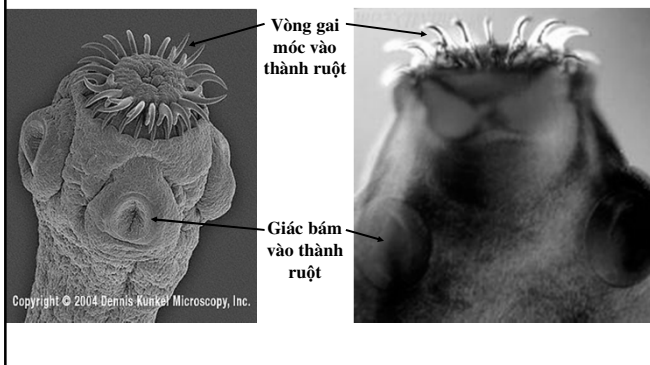 Vòng gai
móc vào
thành ruột
Giác bám
vào thành
ruột
Copyright © 2004 Dennis Kunkel Microscopy, Inc.